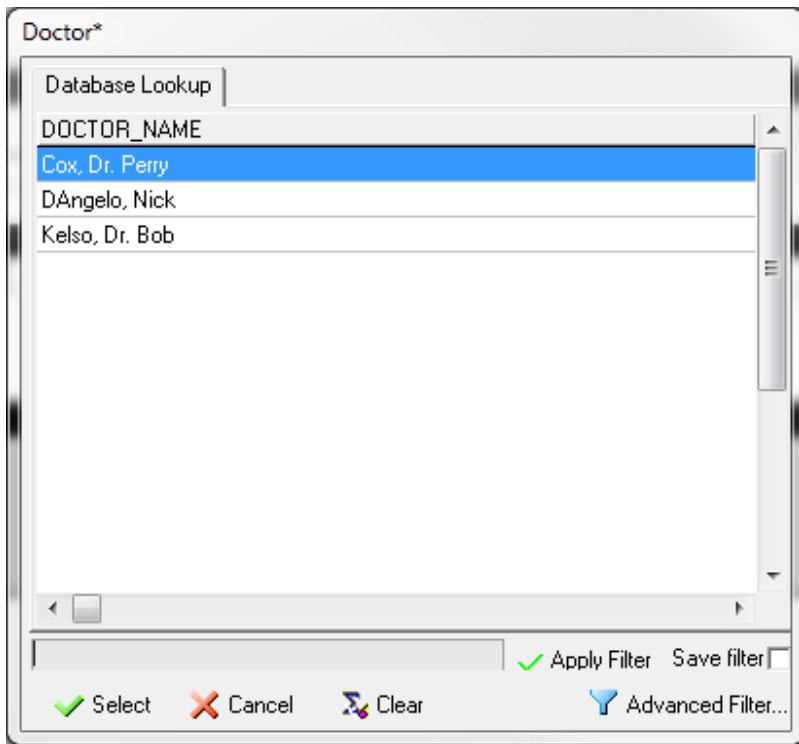 Doctor*
Database Lookup
DOCTOR_NAME
Cox, Dr. Perry
DAngelo, Nick
Kelso, Dr. Bob
Apply Filter Save filter
Select Cancel Clear Advanced Filter...